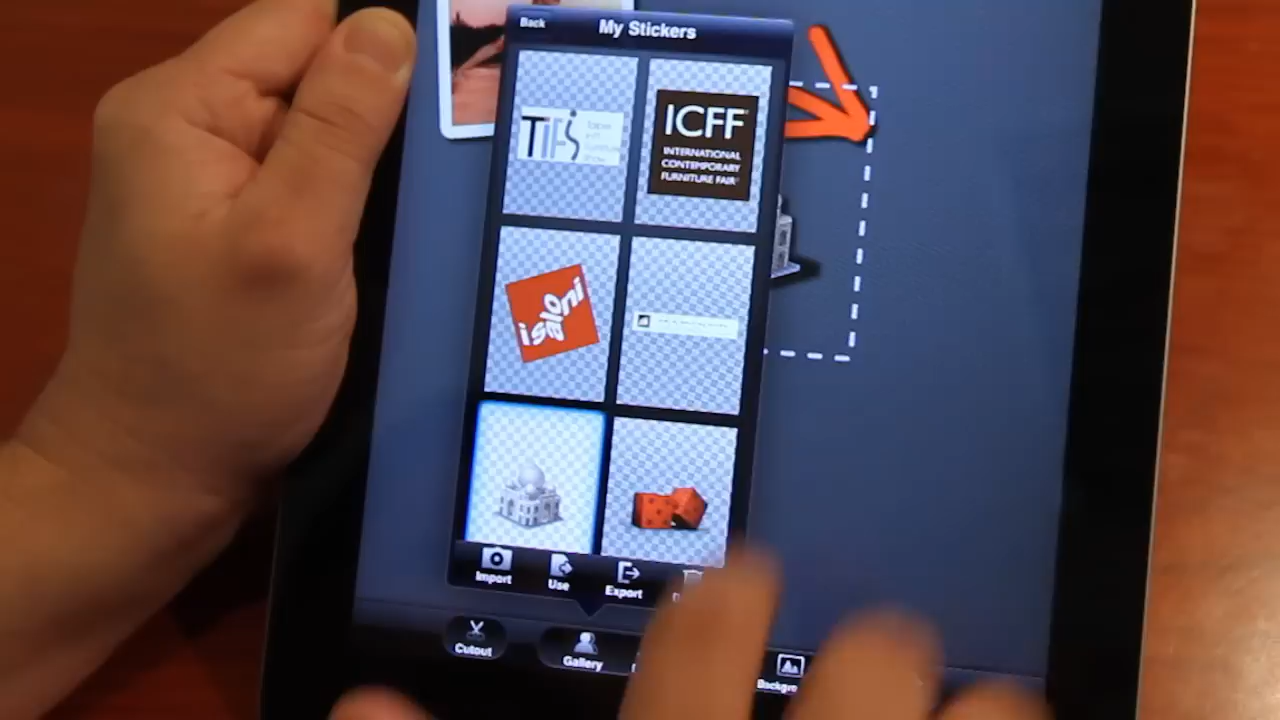 Back
My Stickers
TiFS
ICFF
INTERNATIONAL
CONTEMPORARY
FURNITURE FAIR
isaloni
Import
Use
Export
Cutout
Gallery